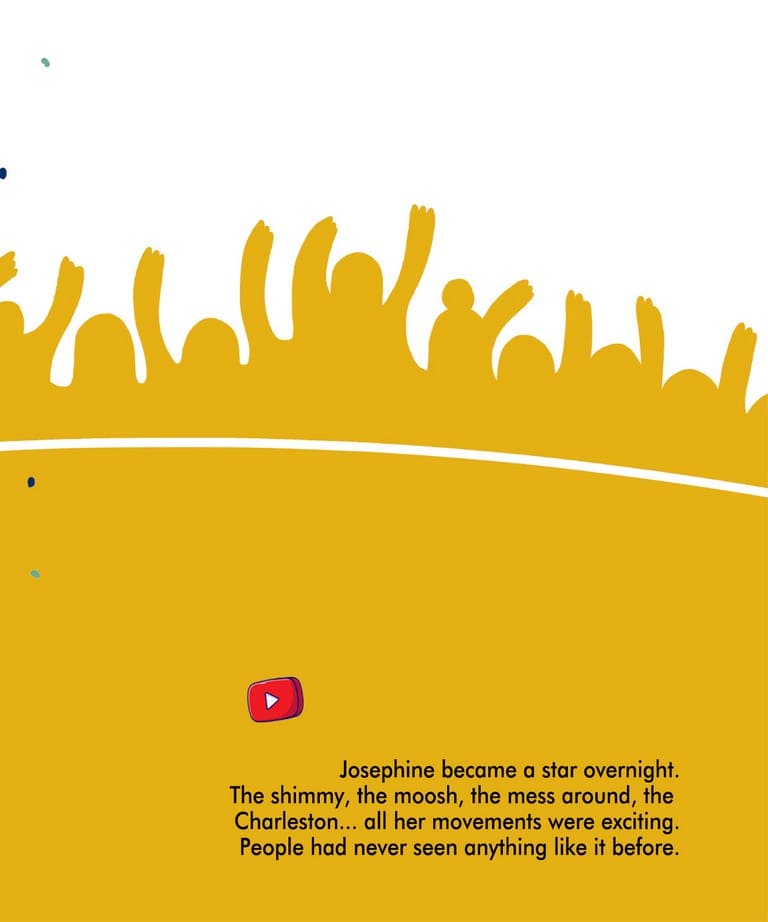 Josephine became a star overnight.
The shimmy, the moosh, the mess around, the
Charleston... all her movements were exciting.
People had never seen anything like it before.